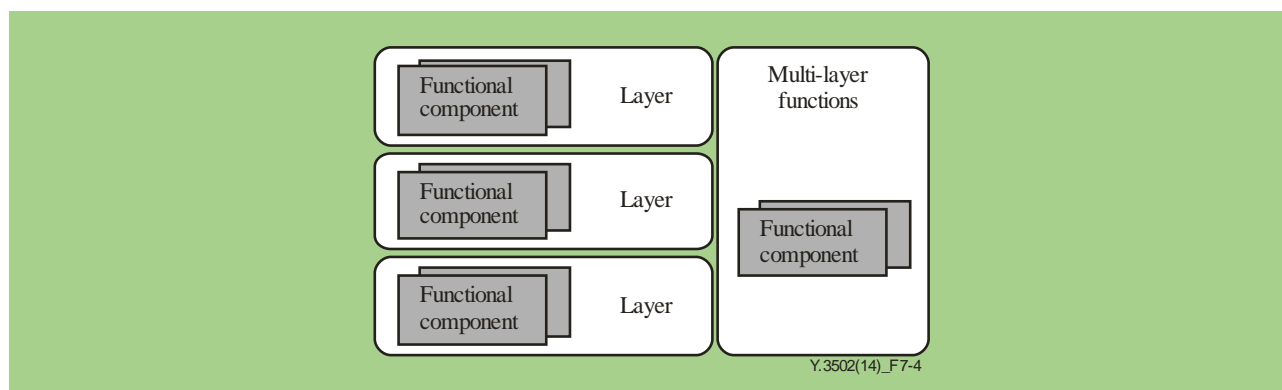 Functional
component
Layer
Multi-layer
functions
Functional
component
Layer
Functional
component
Functional
component
Layer
Y.3502(14)_F7-4